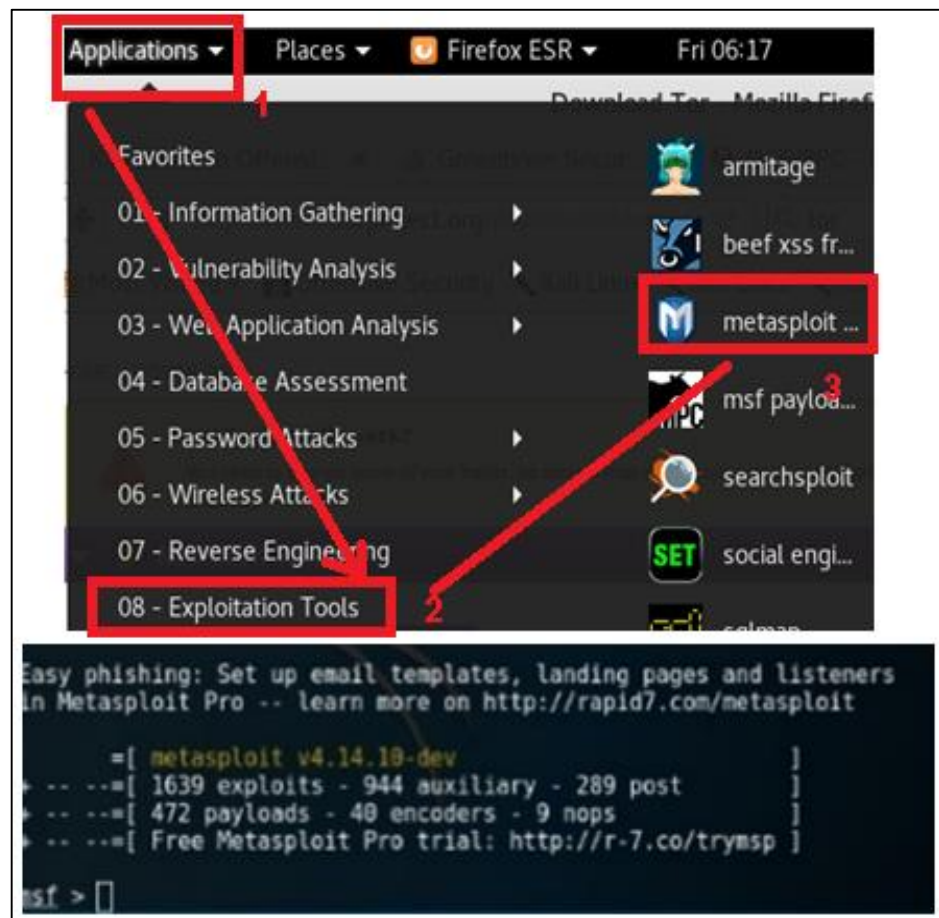 Applications Places Firefox ESR Fri 06:17
1
Favorites
01 - Information Gathering
02 - Vulnerability Analysis
03 - Web Application Analysis
04 - Database Assessment
05 - Password Attacks
06 - Wireless Attacks
07 - Reverse Engineering
08 - Exploitation Tools
2
armitage
beef xss fr...
metasploit ...
3
msf payloa...
searchsploit
SET social engi...
sqlmap
Easy phishing: Set up email templates, landing pages and listeners
in Metasploit Pro -- learn more on http://rapid7.com/metasploit
=[ metasploit v4.14.10-dev ]
+ -- --=[ 1639 exploits - 944 auxiliary - 289 post ]
+ -- --=[ 472 payloads - 40 encoders - 9 nops ]
+ -- --=[ Free Metasploit Pro trial: http://r-7.co/trymsp ]
msf >